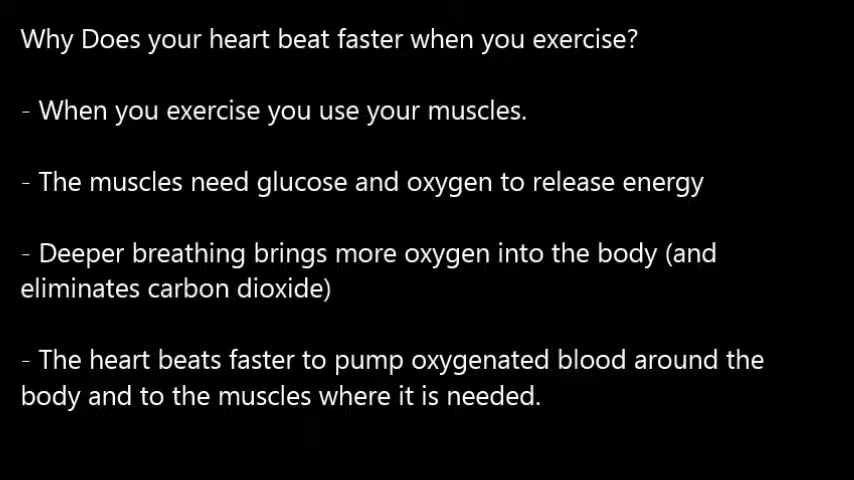 Why Does your heart beat faster when you exercise?
- When you exercise you use your muscles.
- The muscles need glucose and oxygen to release energy
- Deeper breathing brings more oxygen into the body (and
eliminates carbon dioxide)
- The heart beats faster to pump oxygenated blood around the
body and to the muscles where it is needed.